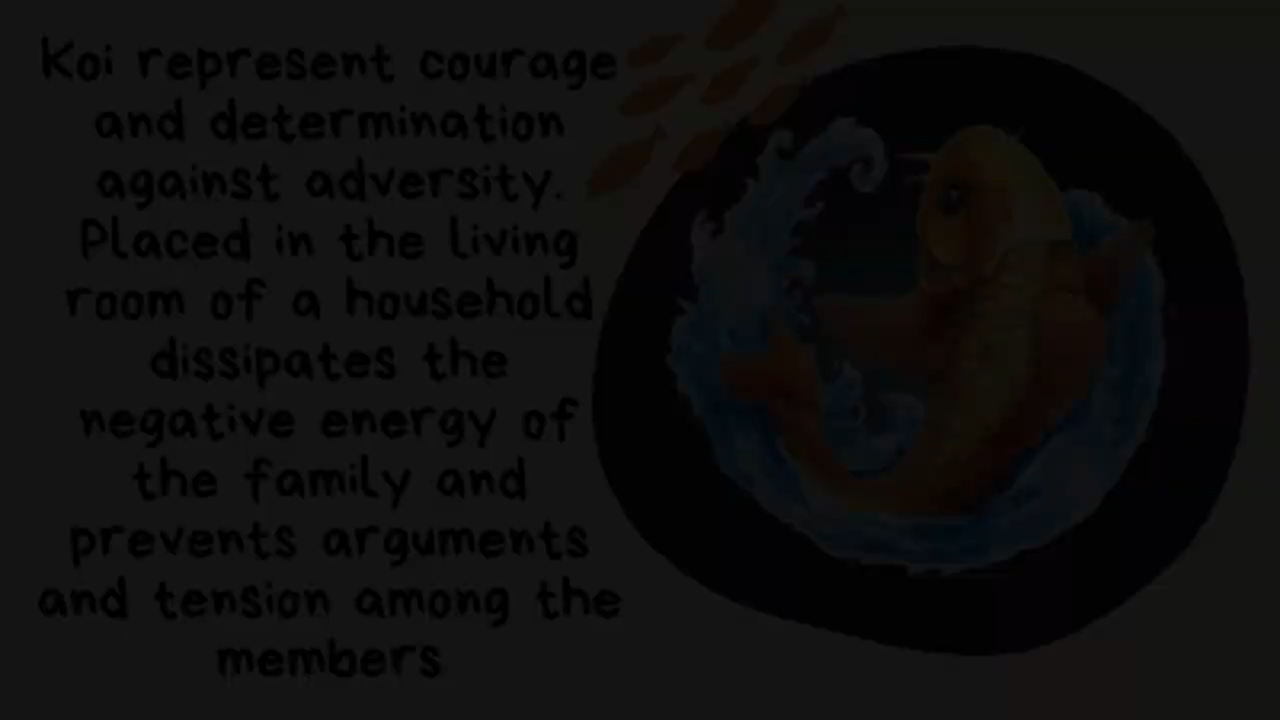 Koi represent courage
and determination
against adversity.
Placed in the living
room of a household
dissipates the
negative energy of
the family and
prevents arguments
and tension among the
members